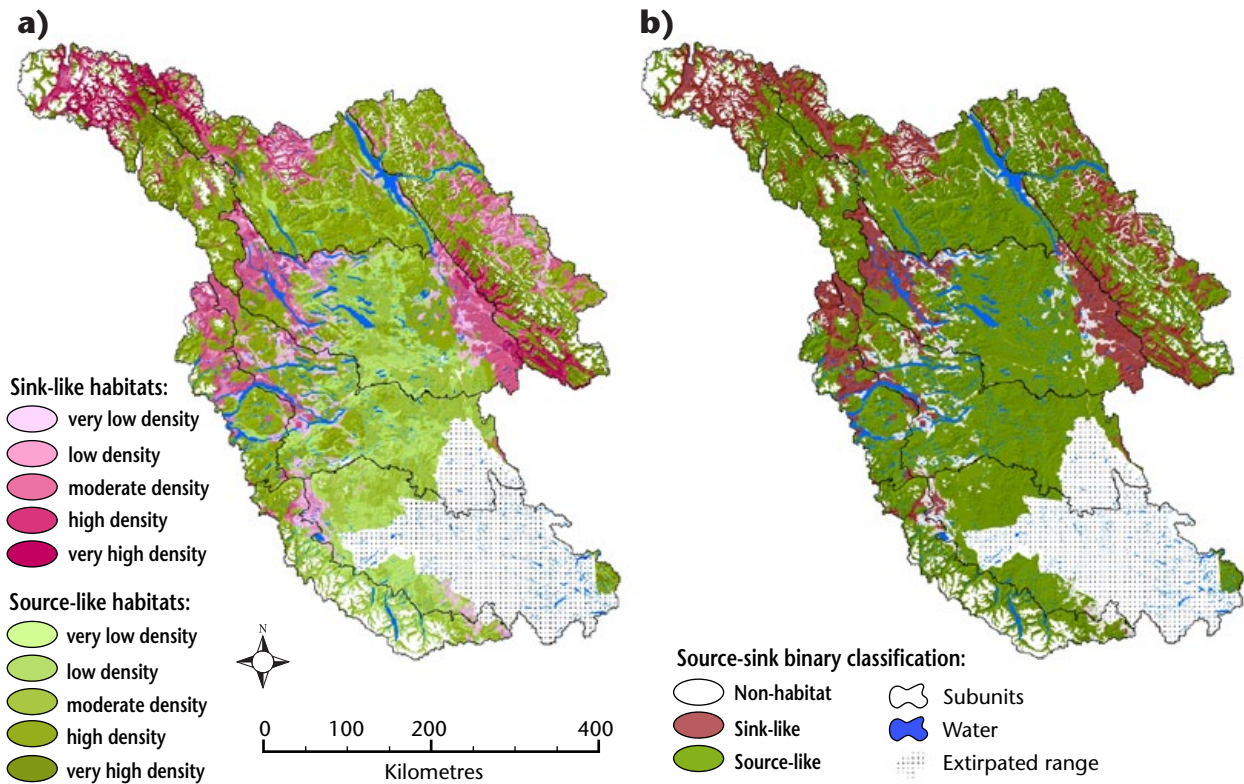 a)
b)
Sink-like habitats:
very low density
low density
moderate density
high density
very high density
Source-like habitats:
very low density
low density
moderate density
high density
very high density
N
0 100 200 400
Kilometres
Source-sink binary classification:
Non-habitat
Sink-like
Source-like
Subunits
Water
Extirpated range